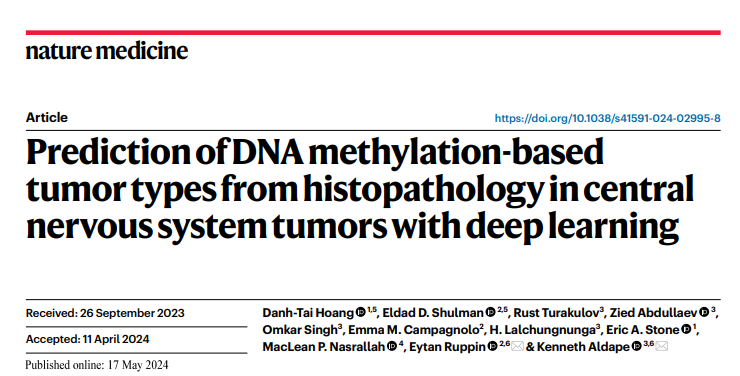 nature medicine
Article
https://doi.org/10.1038/s41591-024-02995-8
Prediction of DNA methylation-based
tumor types from histopathology in central
nervous system tumors with deep learning
Received: 26 September 2023
Accepted: 11 April 2024
Published online: 17 May 2024
Danh-Tai Hoang 1,5, Eldad D. Shulman 2,5, Rust Turakulov3, Zied Abdullaev 3,
Omkar Singh3, Emma M. Campagnolo2, H. Lalchungnunga3, Eric A. Stone 1,
MacLean P. Nasrallah 4, Eytan Ruppin 2,6 & Kenneth Aldape 3,6